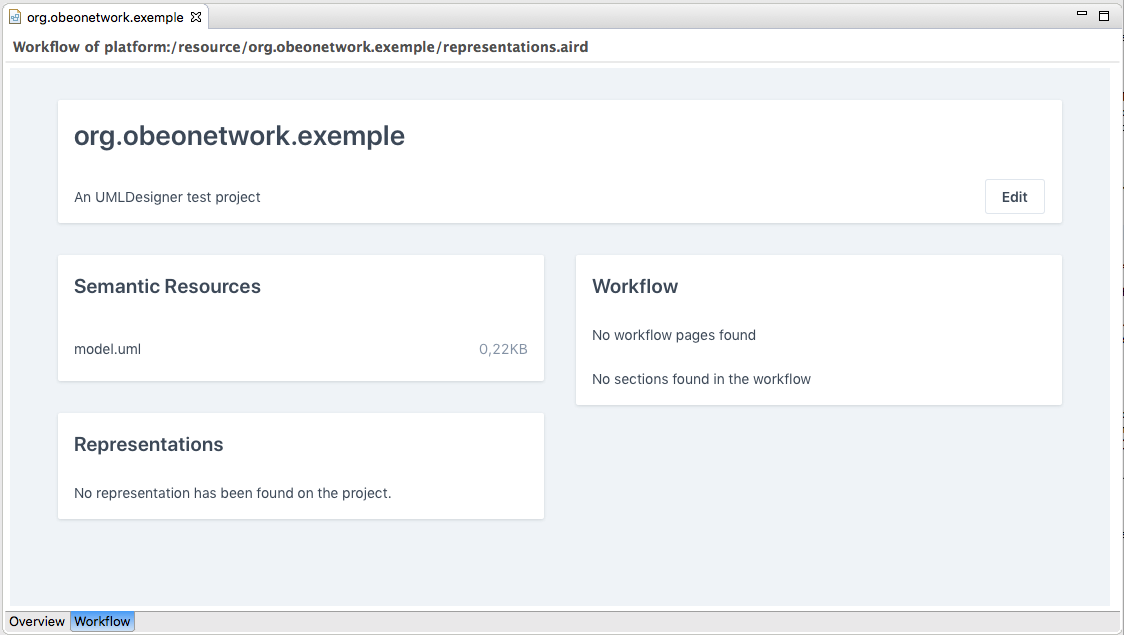 org.obeonetwork.exemple
Workflow of platform:/resource/org.obeonetwork.exemple/representations.aird
org.obeonetwork.exemple
An UMLDesigner test project
Edit
Semantic Resources
model.uml 0,22KB
Workflow
No workflow pages found
No sections found in the workflow
Representations
No representation has been found on the project.
Overview Workflow